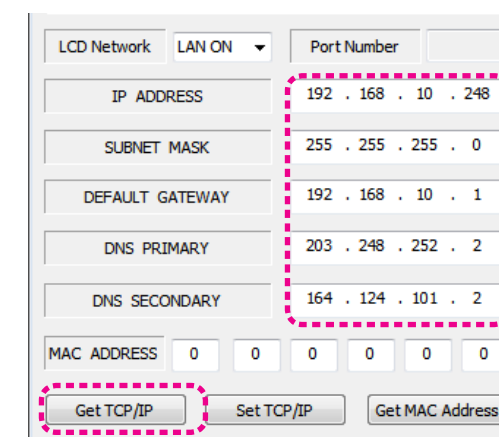 LCD Network LAN ON Port Number
IP ADDRESS 192 . 168 . 10 . 248
SUBNET MASK 255 . 255 . 255 . 0
DEFAULT GATEWAY 192 . 168 . 10 . 1
DNS PRIMARY 203 . 248 . 252 . 2
DNS SECONDARY 164 . 124 . 101 . 2
MAC ADDRESS 0 0 0 0 0 0
Get TCP/IP Set TCP/IP Get MAC Address